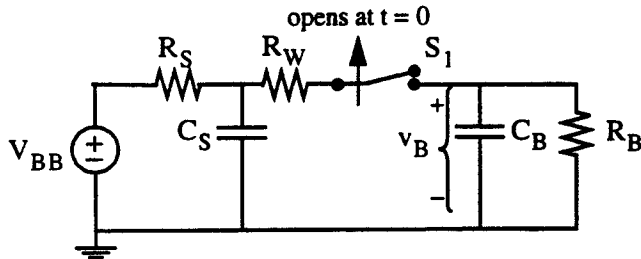 opens at t = 0
R_S
R_W
S_1
V_BB
+
−
C_S
+
v_B
−
C_B
R_B